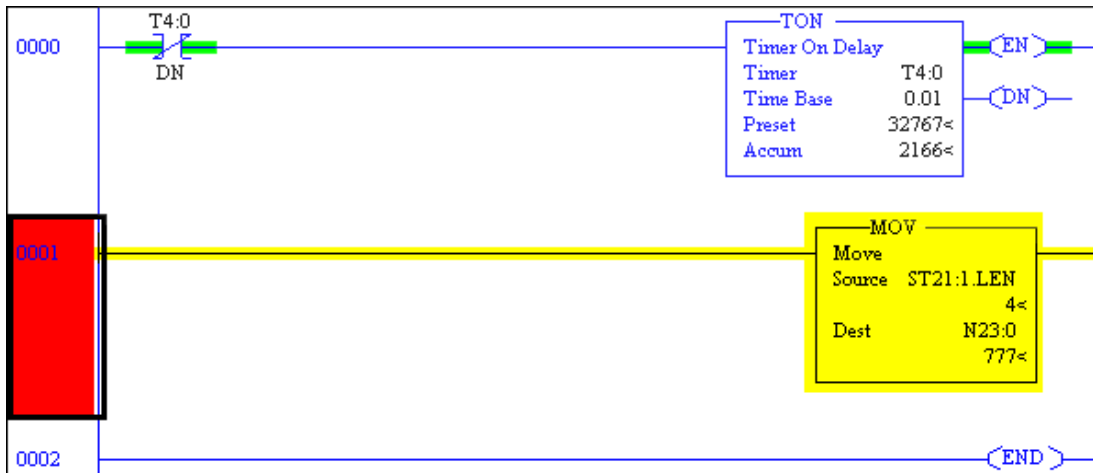 T4:0
0000
DN
TON
Timer On Delay
Timer T4:0
Time Base 0.01
Preset 32767<
Accum 2166<
EN
DN
0001
MOV
Move
Source ST21:1.LEN
4<
Dest N23:0
777<
0002
END